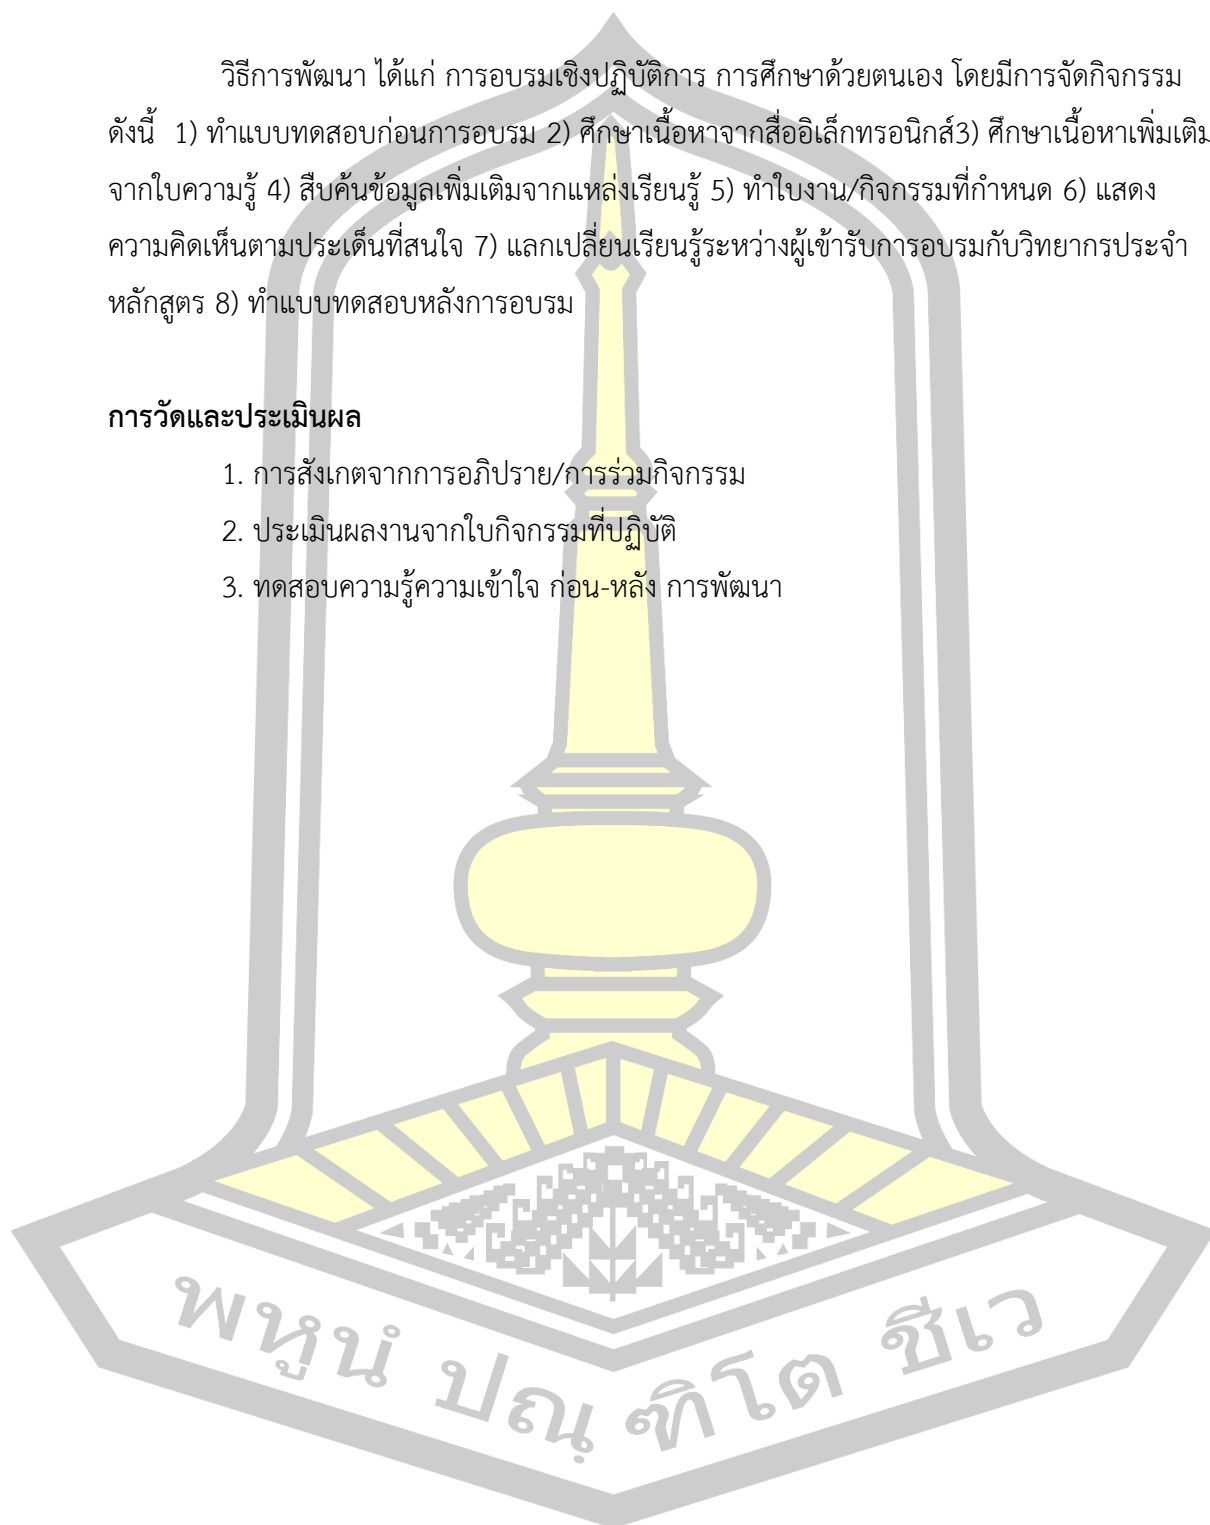 วิธีการพัฒนา ได้แก่ การอบรมเชิงปฏิบัติการ การศึกษาด้วยตนเอง โดยมีการจัดกิจกรรม
ดังนี้ 1) ทำแบบทดสอบก่อนการอบรม 2) ศึกษาเนื้อหาจากสื่ออิเล็กทรอนิกส์3) ศึกษาเนื้อหาเพิ่มเติม
จากใบความรู้ 4) สืบค้นข้อมูลเพิ่มเติมจากแหล่งเรียนรู้ 5) ทำใบงาน/กิจกรรมที่กำหนด 6) แสดง
ความคิดเห็นตามประเด็นที่สนใจ 7) แลกเปลี่ยนเรียนรู้ระหว่างผู้เข้ารับการอบรมกับวิทยากรประจำ
หลักสูตร 8) ทำแบบทดสอบหลังการอบรม
การวัดและประเมินผล
1. การสังเกตจากการอภิปราย/การร่วมกิจกรรม
2. ประเมินผลงานจากใบกิจกรรมที่ปฏิบัติ
3. ทดสอบความรู้ความเข้าใจ ก่อน-หลัง การพัฒนา
พหูนํ ปณฺฑิโต ชีเว